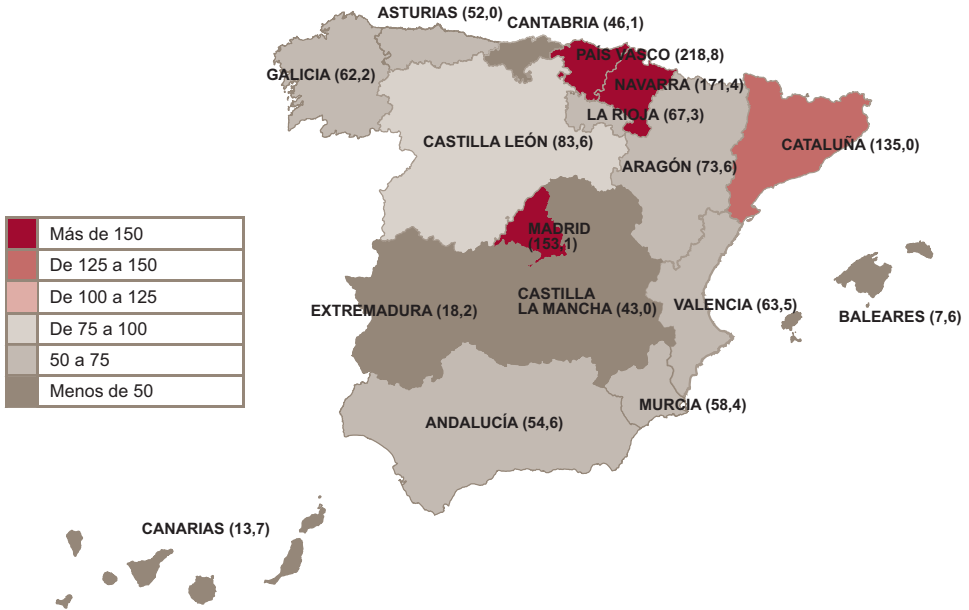 ASTURIAS (52,0)
CANTABRIA (46,1)
PAIS VASCO (218,8)
GALICIA (62,2)
NAVARRA (171,4)
LA RIOJA (67,3)
CASTILLA LEÓN (83,6)
CATALUÑA (135,0)
ARAGÓN (73,6)
MADRID
(153,1)
Más de 150
De 125 a 150
De 100 a 125
De 75 a 100
50 a 75
Menos de 50
EXTREMADURA (18,2)
CASTILLA
LA MANCHA (43,0)
VALENCIA (63,5)
BALEARES (7,6)
MURCIA (58,4)
ANDALUCÍA (54,6)
CANARIAS (13,7)